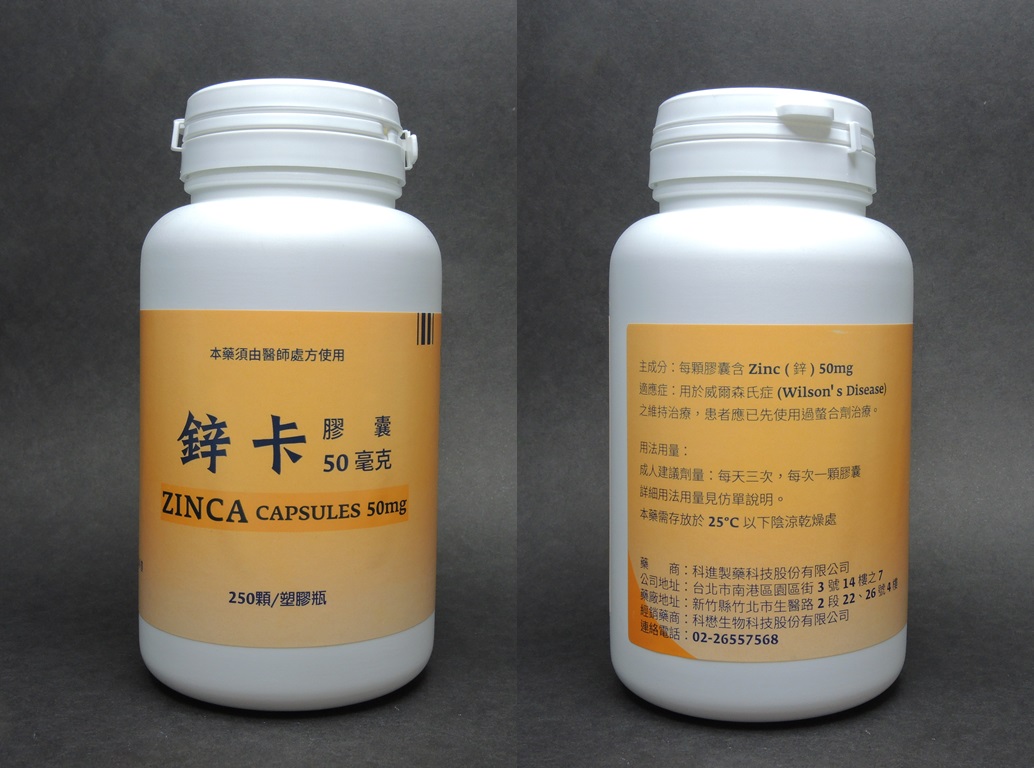 本藥須由醫師處方使用
鋅卡 膠囊
50 毫克
ZINCA CAPSULES 50mg
250顆/塑膠瓶
主成分：每顆膠囊含 Zinc ( 鋅 ) 50mg
適應症：用於威爾森氏症 (Wilson's Disease)
之維持治療，患者應已先使用過螯合劑治療。
用法用量：
成人建議劑量：每天三次，每次一顆膠囊
詳細用法用量見仿單說明。
本藥需存放於 25°C 以下陰涼乾燥處
藥　商：科進製藥科技股份有限公司
公司地址：台北市南港區園區街 3 號 14 樓之 7
藥廠地址：新竹縣竹北市生醫路 2 段 22、26 號 4 樓
經銷藥商：科懋生物科技股份有限公司
連絡電話：02-26557568